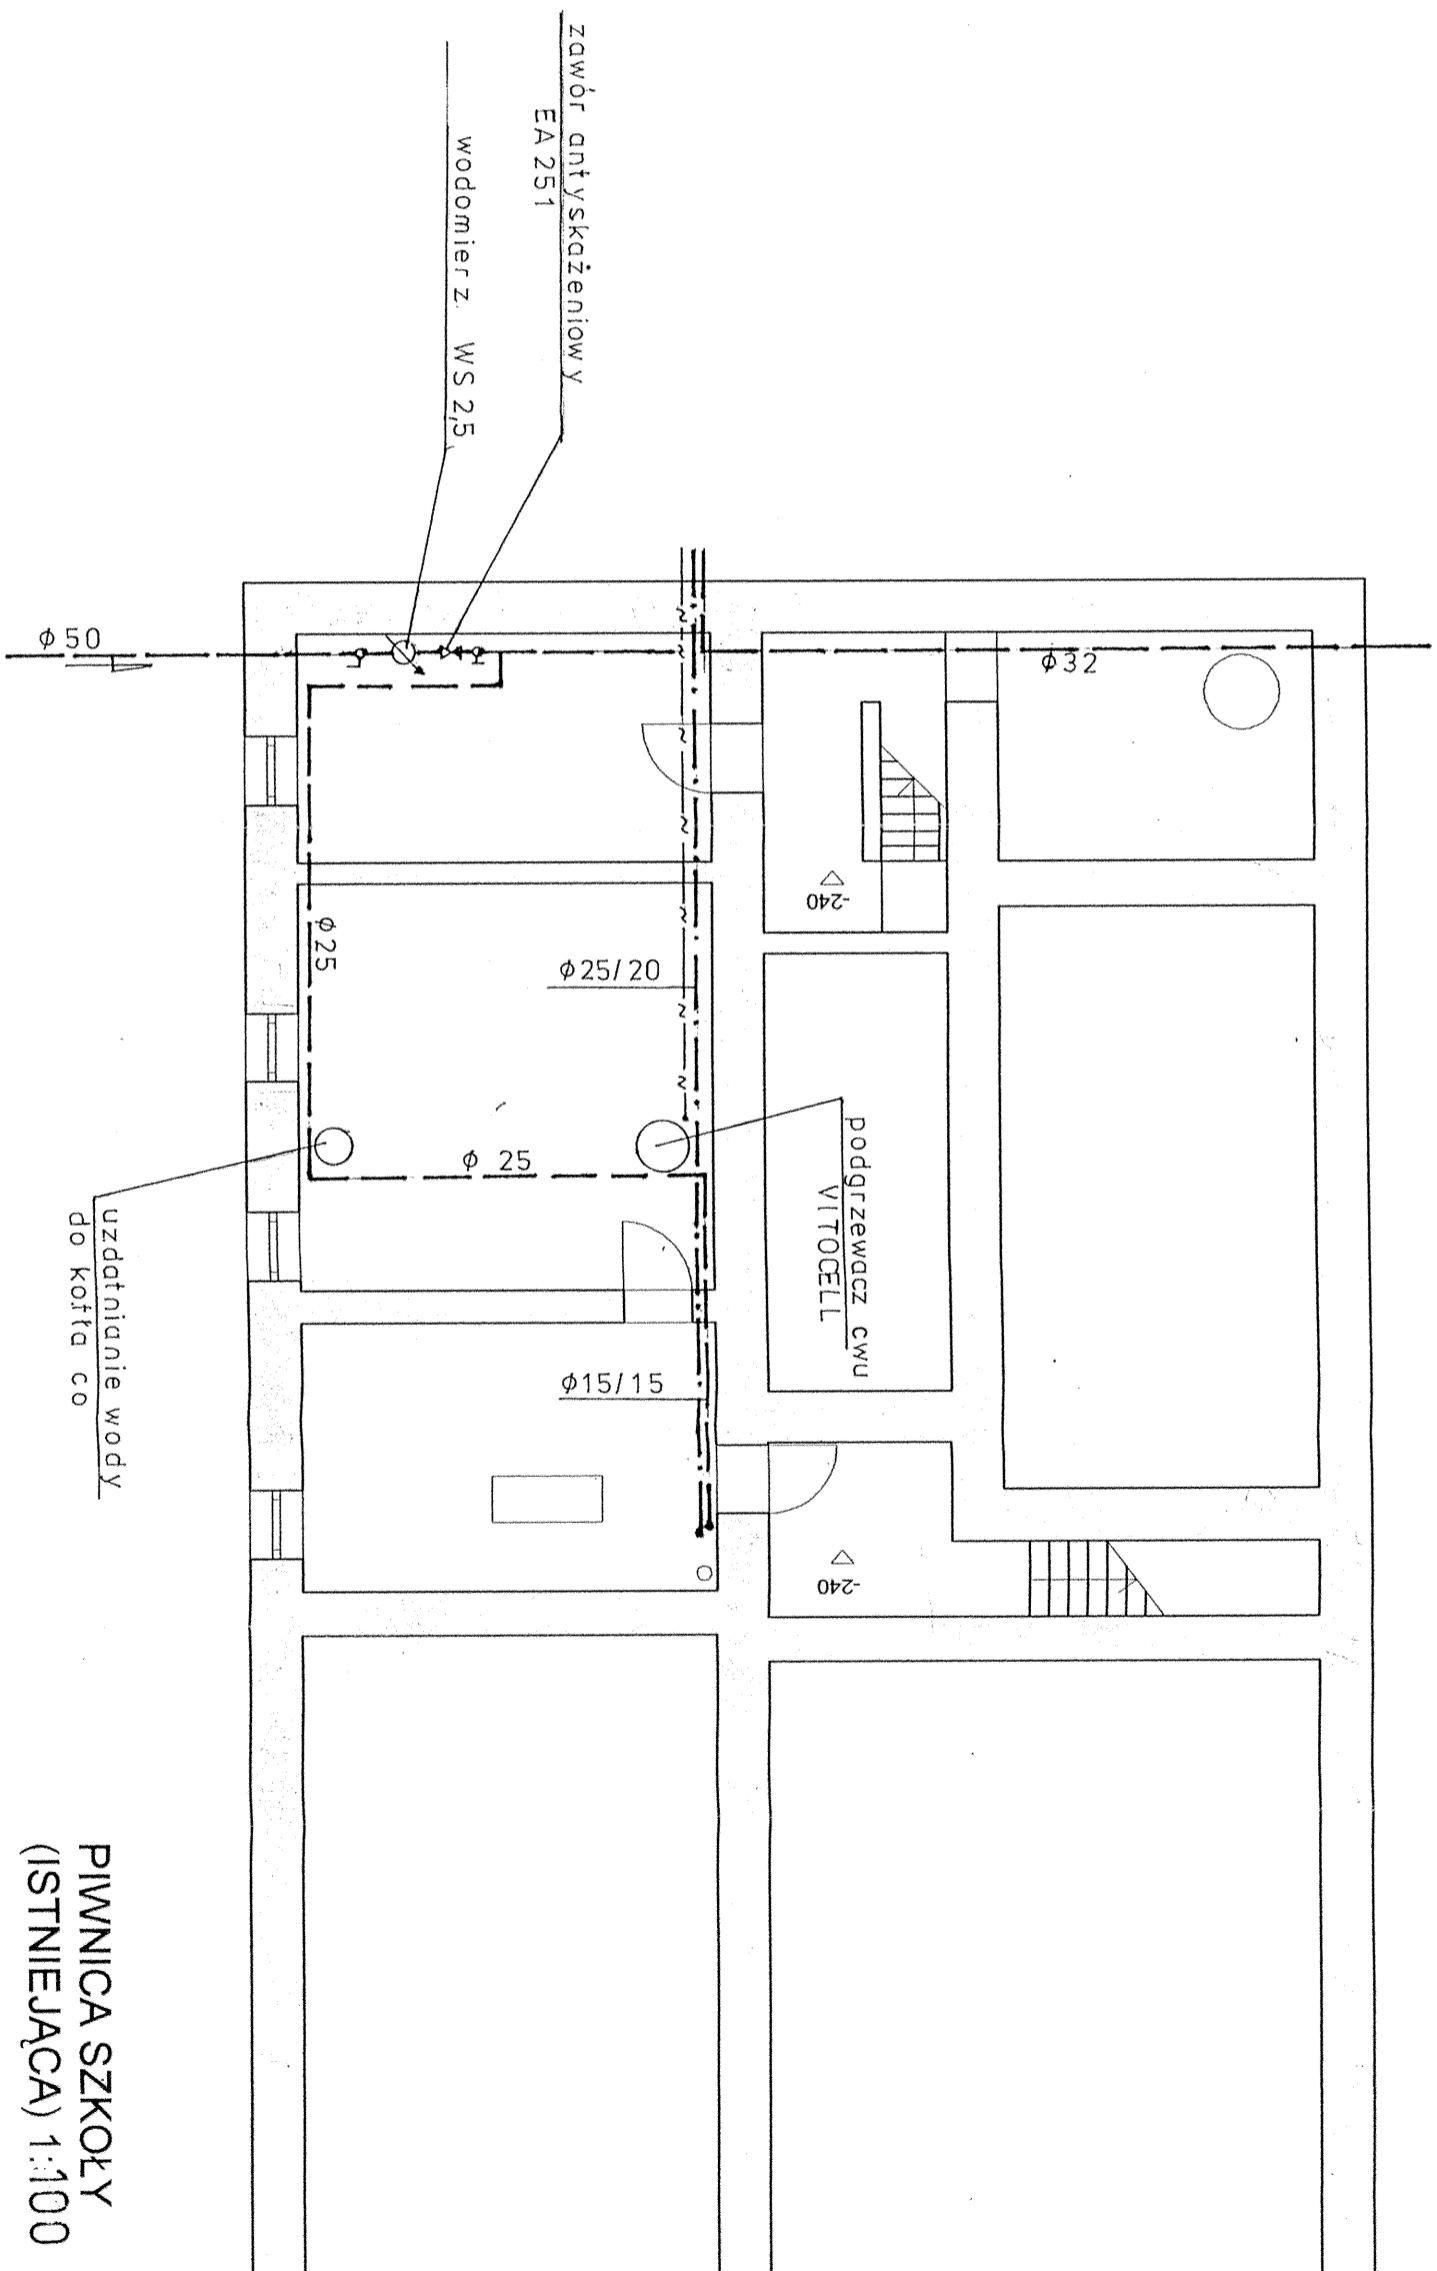 zawór antyskażeniowy
EA 251
wodomierz WS 2,5
ϕ 50
ϕ32
ϕ25
ϕ25/20
-240
ϕ 25
podgrzewacz cwu
VITOCELL
uzdatnianie wody
do kotła co
ϕ15/15
-240
PIWNICA SZKOŁY
(ISTNIEJĄCA) 1:100